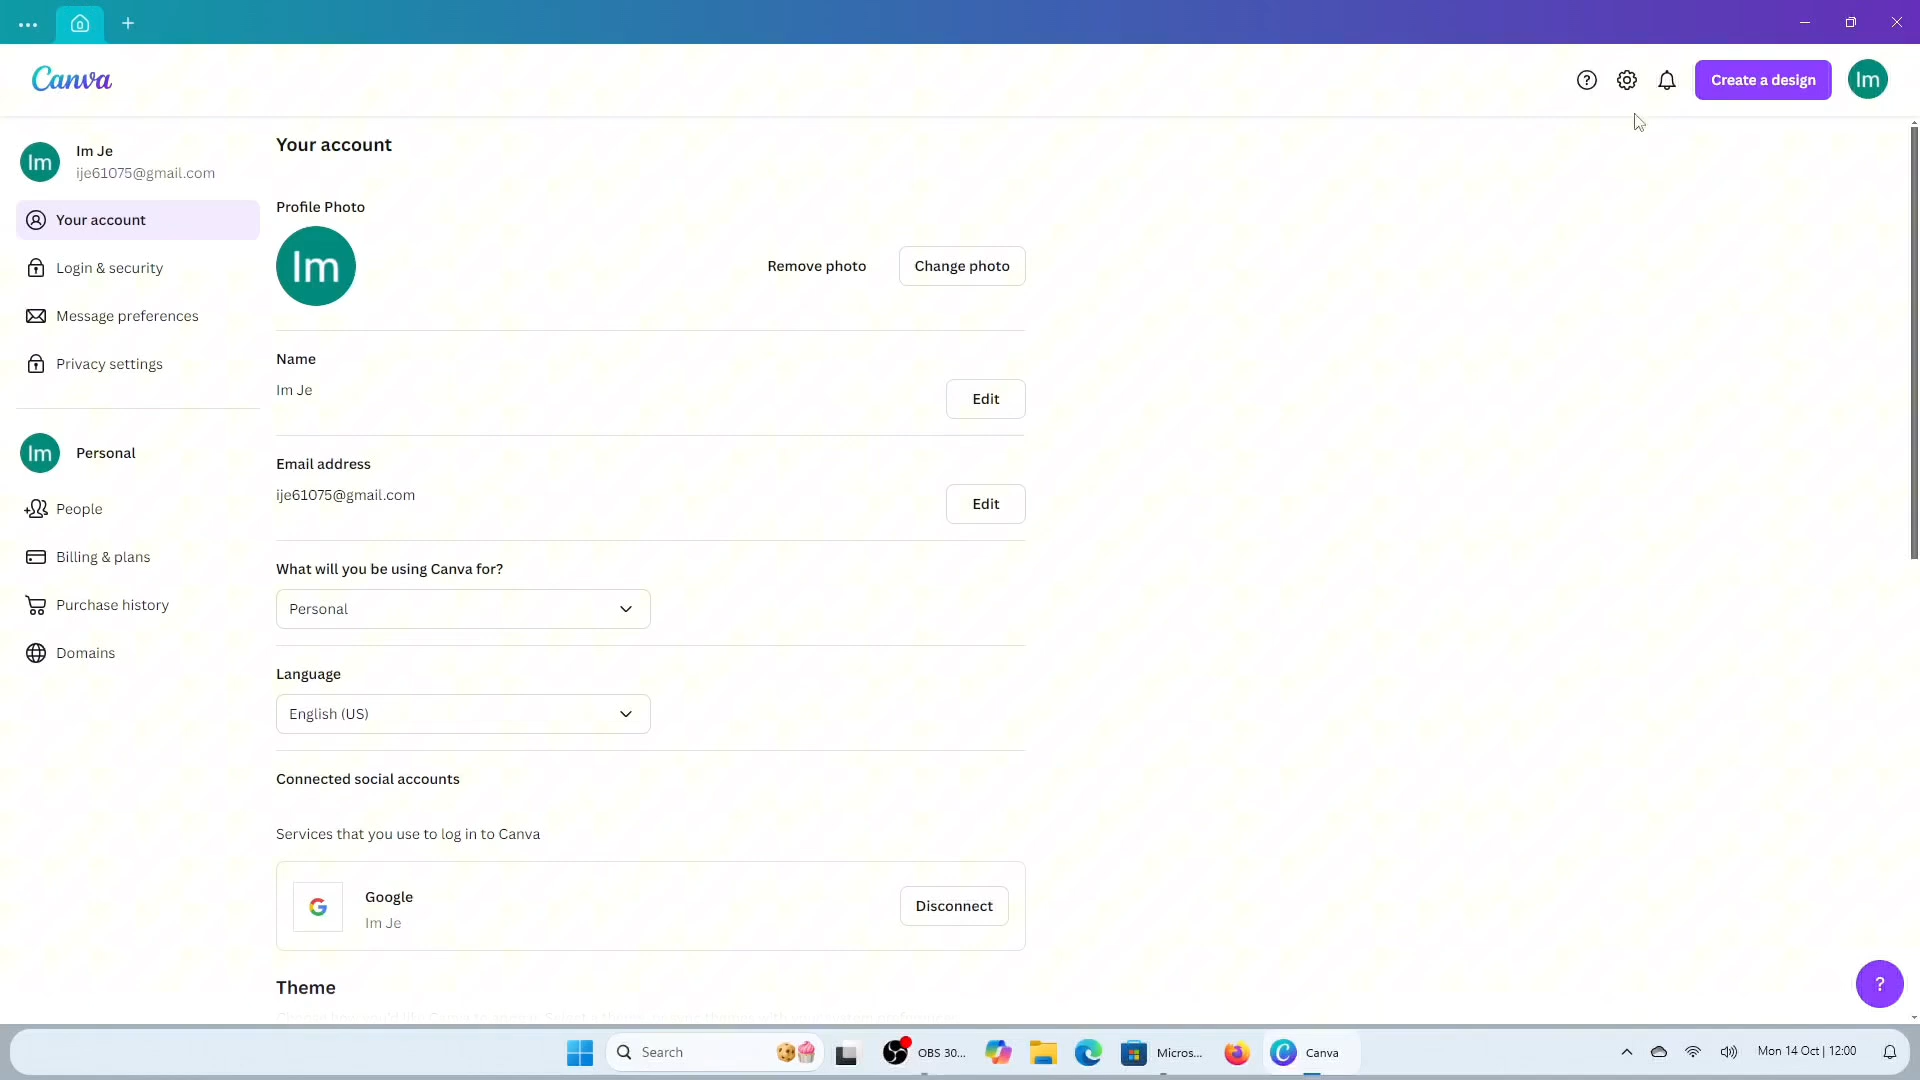 Canva
Create a design
Im
Im
Im Je
ije61075@gmail.com
Your account
Login & security
Message preferences
Privacy settings
Im
Personal
People
Billing & plans
Purchase history
Domains
Your account
Profile Photo
Im
Remove photo
Change photo
Name
Im Je
Edit
Email address
ije61075@gmail.com
Edit
What will you be using Canva for?
Personal
Language
English (US)
Connected social accounts
Services that you use to log in to Canva
Google
Im Je
Disconnect
Theme
?
Search
OBS 30...
Micros...
Canva
Mon 14 Oct | 12:00